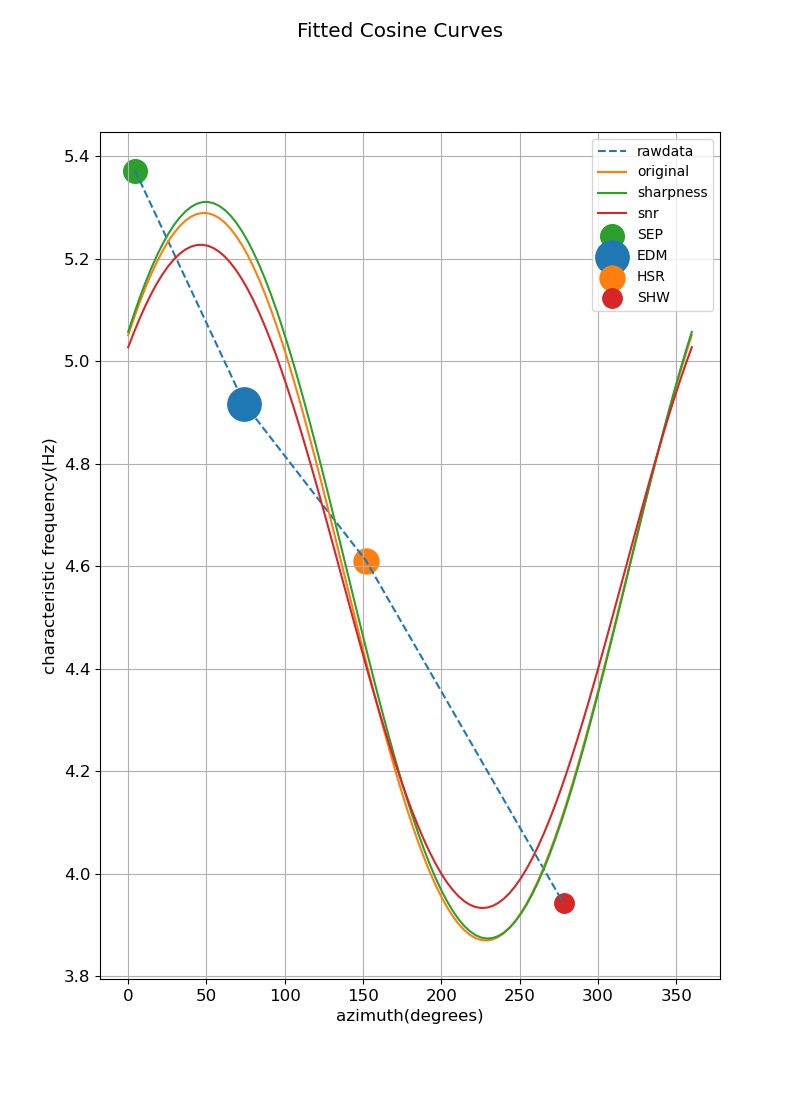 Fitted Cosine Curves
rawdata
original
sharpness
snr
SEP
EDM
HSR
SHW
5.4
5.2
5.0
4.8
4.6
4.4
4.2
4.0
3.8
characteristic frequency(Hz)
0 50 100 150 200 250 300 350
azimuth(degrees)